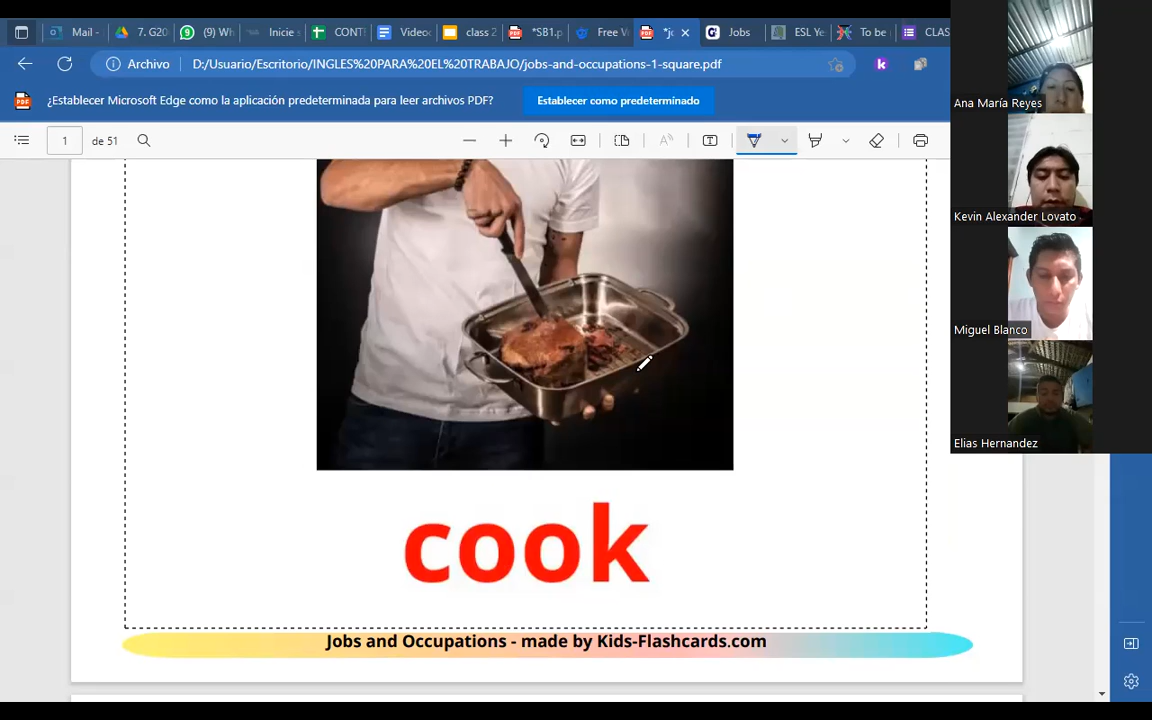 Mail -
7. G20
(9) Wh
Inicie s
CONT
Videoc
class 2
*SB1.p
Free V
*jo
Jobs
ESL Ye
To be
CLAS
Archivo
D:/Usuario/Escritorio/INGLES%20PARA%20EL%20TRABAJO/jobs-and-occupations-1-square.pdf
¿Establecer Microsoft Edge como la aplicación predeterminada para leer archivos PDF?
Establecer como predeterminado
1 de 51
Ana María Reyes
Kevin Alexander Lovato
Miguel Blanco
Elias Hernandez
cook
Jobs and Occupations - made by Kids-Flashcards.com